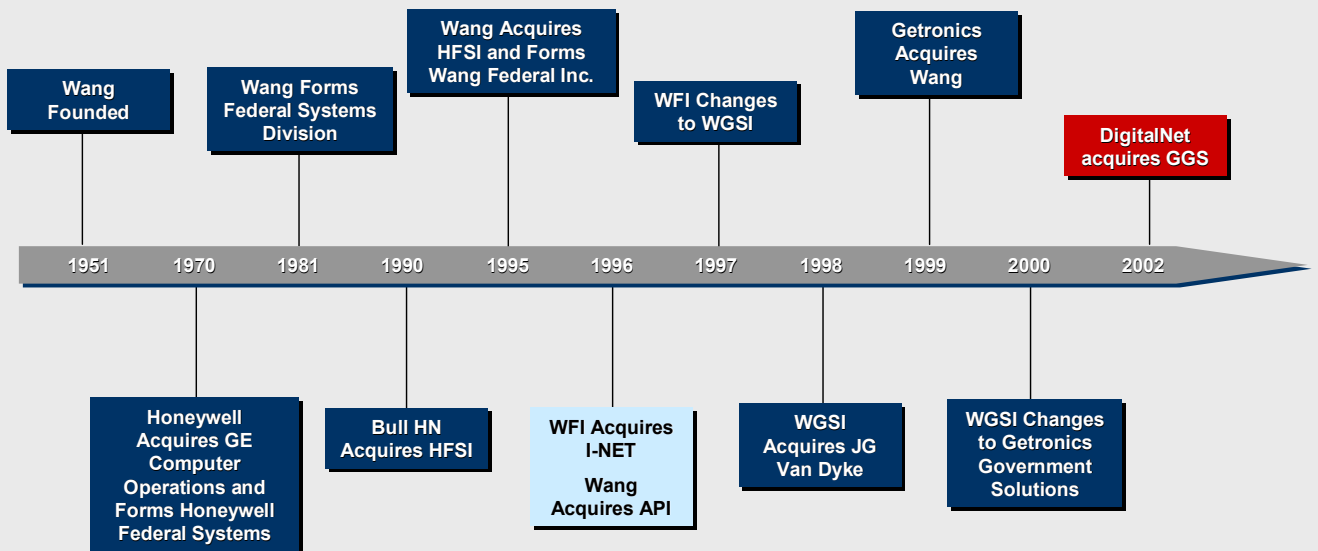 Wang
Founded
Wang Forms
Federal Systems
Division
Wang Acquires
HFSI and Forms
Wang Federal Inc.
WFI Changes
to WGSI
Getronics
Acquires
Wang
DigitalNet
acquires GGS
1951 1970 1981 1990 1995 1996 1997 1998 1999 2000 2002
Honeywell
Acquires GE
Computer
Operations and
Forms Honeywell
Federal Systems
Bull HN
Acquires HFSI
WFI Acquires
I-NET
Wang
Acquires API
WGSI
Acquires JG
Van Dyke
WGSI Changes
to Getronics
Government
Solutions